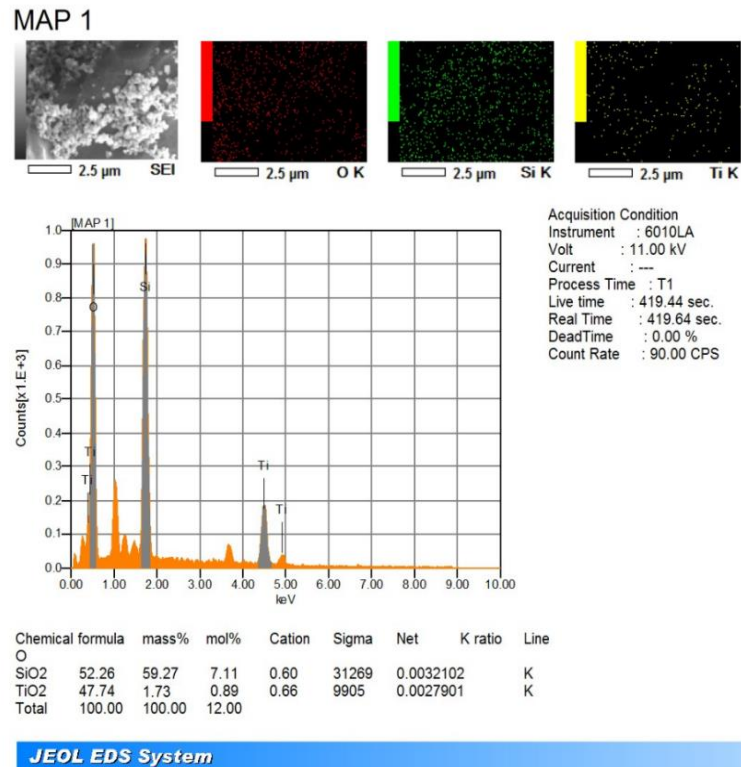 MAP 1
2.5 µm SEI
2.5 µm O K
2.5 µm Si K
2.5 µm Ti K
[MAP 1]
Counts[x1.E+3]
1.0
0.9
0.8
0.7
0.6
0.5
0.4
0.3
0.2
0.1
0.0
O
Si
Ti
Ti
Ti
Ti
0.00 1.00 2.00 3.00 4.00 5.00 6.00 7.00 8.00 9.00 10.00
keV
Acquisition Condition
Instrument : 6010LA
Volt : 11.00 kV
Current : ---
Process Time : T1
Live time : 419.44 sec.
Real Time : 419.64 sec.
DeadTime : 0.00 %
Count Rate : 90.00 CPS
Chemical formula mass% mol% Cation Sigma Net K ratio Line
O
SiO2 52.26 59.27 7.11 0.60 31269 0.0032102 K
TiO2 47.74 1.73 0.89 0.66 9905 0.0027901 K
Total 100.00 100.00 12.00
JEOL EDS System